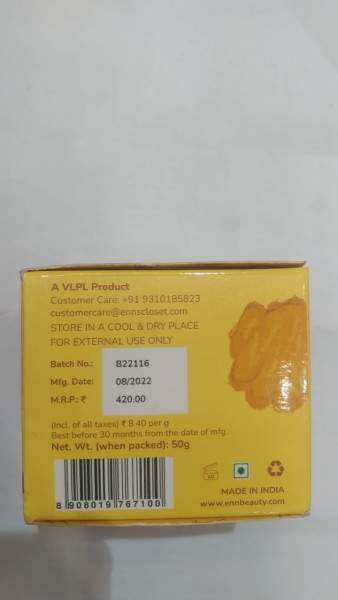 A VLPL Product
Customer Care: +91 9310185823
customercare@ennscloset.com
STORE IN A COOL & DRY PLACE
FOR EXTERNAL USE ONLY
Batch No.: B22116
Mfg. Date: 08/2022
M.R.P.: ₹ 420.00
(Incl. of all taxes) ₹ 8.40 per g
Best before 30 months from the date of mfg.
Net. Wt. (when packed): 50g
8 908019 767100
MADE IN INDIA
www.ennbeauty.com